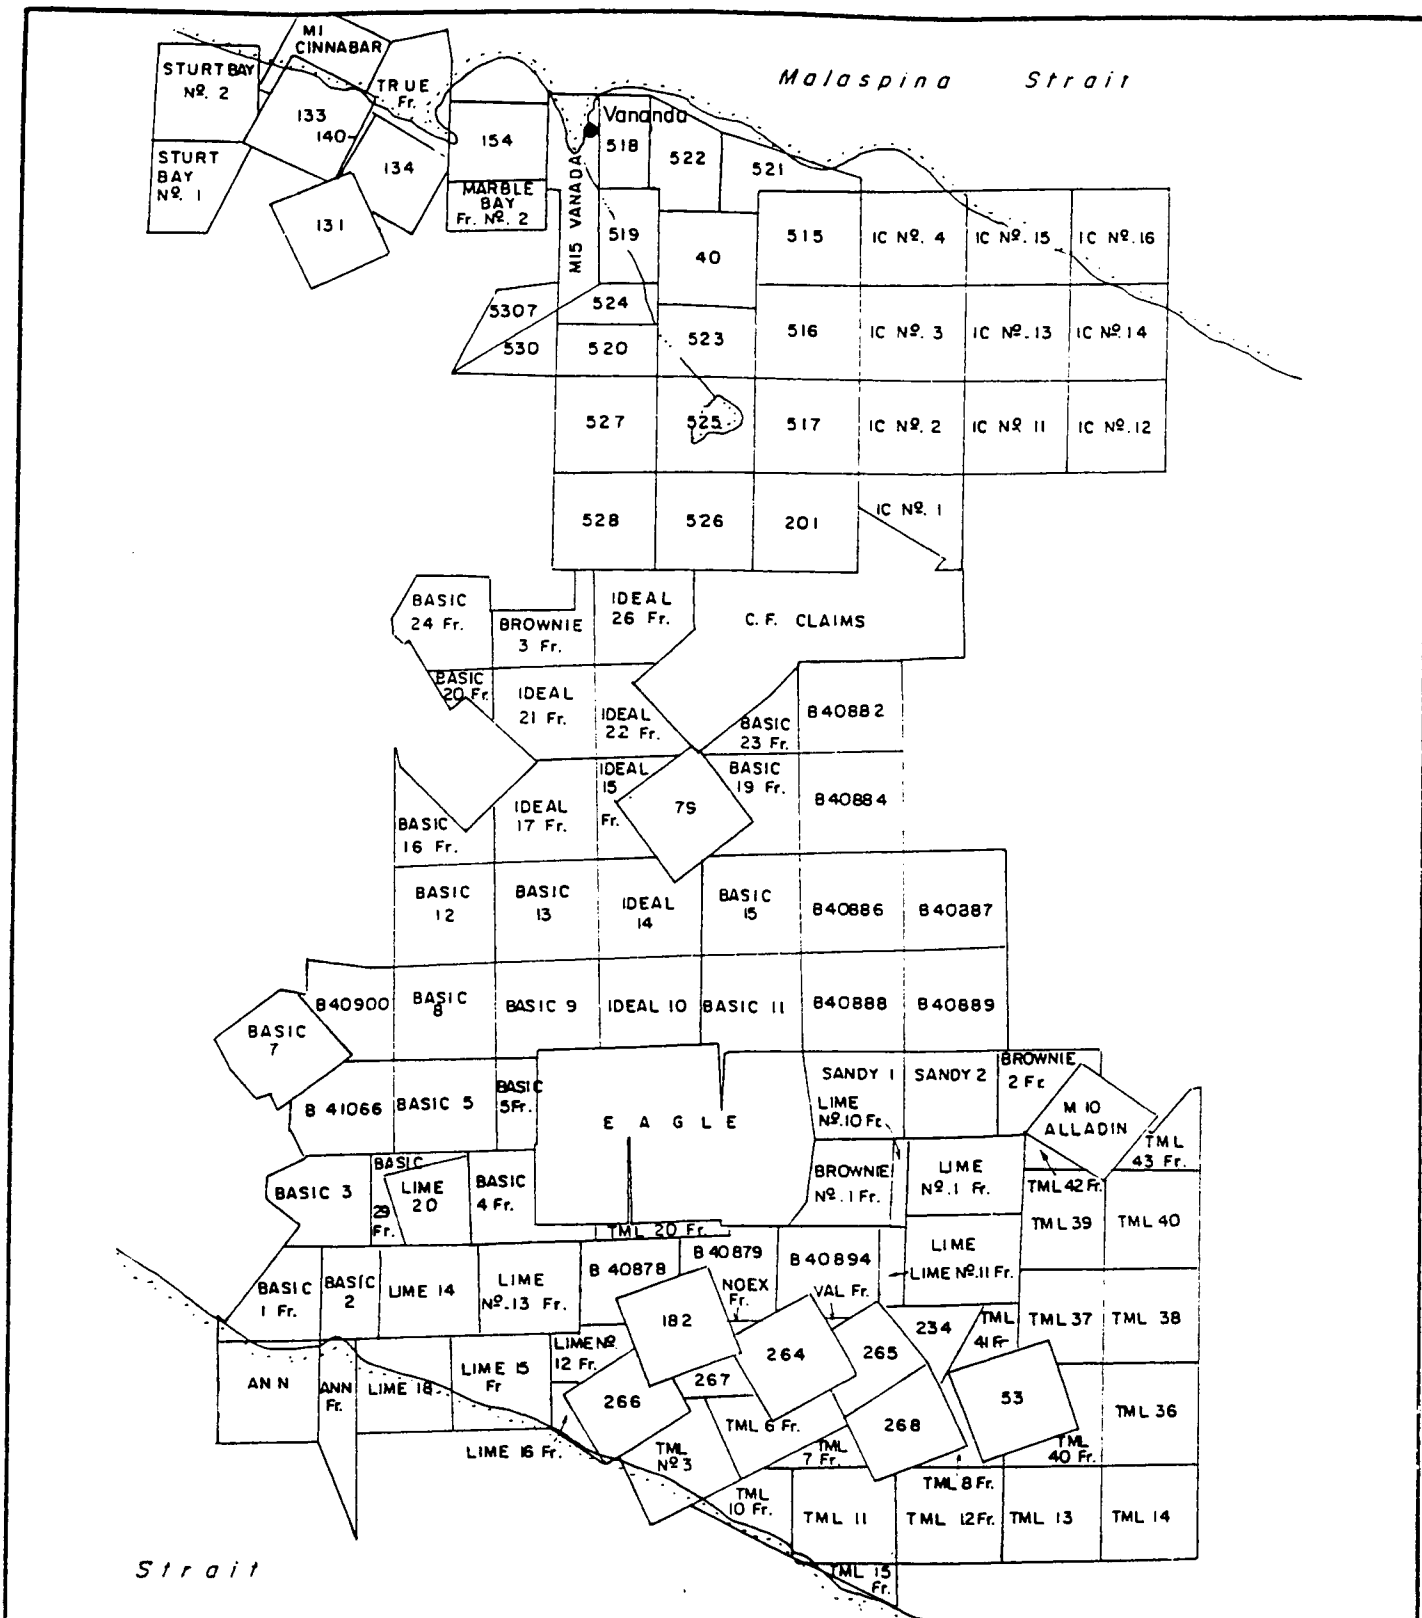 Malaspina Strait
M1
CINNABAR
STURT BAY
Nº. 2
TRUE
Fr.
133
140
134
154
Vananda
518
522
521
STURT
BAY
Nº. 1
131
MARBLE
BAY
Fr. Nº. 2
M15 VANADA
519
40
515
IC Nº. 4
IC Nº. 15
IC Nº. 16
5307
524
530
520
523
516
IC Nº. 3
IC Nº. 13
IC Nº. 14
527
525
517
IC Nº. 2
IC Nº 11
IC Nº. 12
528
526
201
IC Nº. 1
BASIC
24 Fr.
BROWNIE
3 Fr.
IDEAL
26 Fr.
C.F. CLAIMS
BASIC
20 Fr.
IDEAL
21 Fr.
IDEAL
22 Fr.
BASIC
23 Fr.
B40882
BASIC
16 Fr.
IDEAL
17 Fr.
IDEAL
15
Fr.
79
BASIC
19 Fr.
B40884
BASIC
12
BASIC
13
IDEAL
14
BASIC
15
B40886
B40887
BASIC
7
B40900
BASIC
8
BASIC 9
IDEAL 10
BASIC 11
B40888
B40889
B 41066
BASIC 5
BASIC
5Fr.
EAGLE
SANDY 1
SANDY 2
BROWNIE
2 Fr.
LIME
Nº.10 Fr.
M 10
ALLADIN
TML
43 Fr.
BASIC 3
BASIC
29
Fr.
LIME
20
BASIC
4 Fr.
BROWNIE
Nº. 1 Fr.
LIME
Nº. 1 Fr.
TML 42 Fr.
TML 39
TML 40
TML 20 Fr.
BASIC
1 Fr.
BASIC
2
LIME 14
LIME
Nº. 13 Fr.
B 40878
B 40879
B 40894
LIME
LIME Nº.11 Fr.
NOEX
Fr.
VAL Fr.
182
264
265
234
TML
41 Fr
TML 37
TML 38
ANN
ANN
Fr.
LIME 18
LIME 15
Fr
LIME Nº.
12 Fr.
266
267
268
53
TML 36
LIME 16 Fr.
TML
Nº 3
TML 6 Fr.
TML
7 Fr.
TML
40 Fr.
TML
10 Fr.
TML 11
TML 8 Fr.
TML 12Fr.
TML 13
TML 14
TML 15
Fr.
Strait